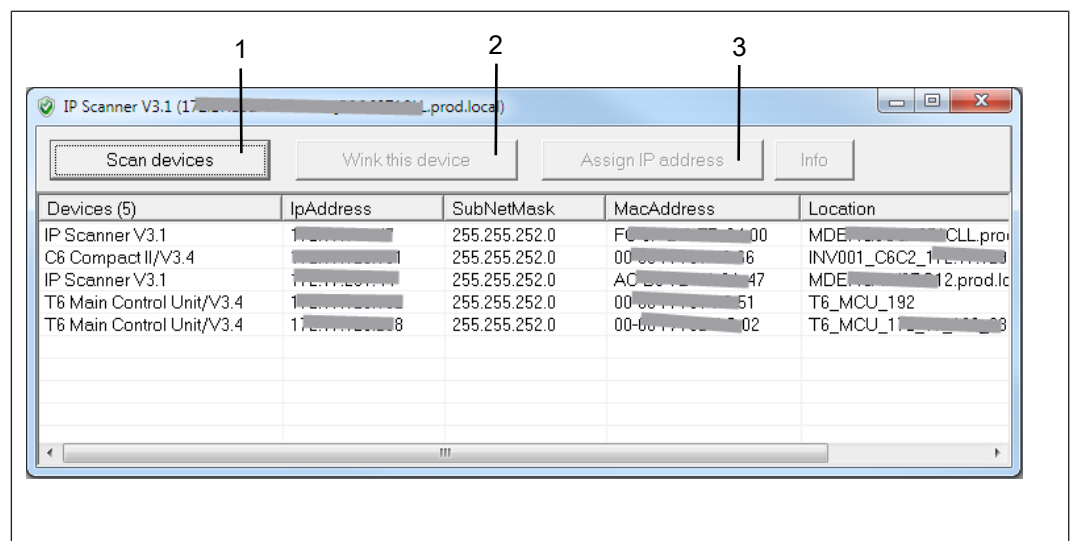 1 2 3
IP Scanner V3.1 (17 .prod.local)
Scan devices Wink this device Assign IP address Info
Devices (5) IpAddress SubNetMask MacAddress Location
IP Scanner V3.1 255.255.252.0 00 MDE CLL.pro
C6 Compact II/V3.4 255.255.252.0 00 INV001_C6C2_
IP Scanner V3.1 255.255.252.0 47 MDE 12.prod.lo
T6 Main Control Unit/V3.4 255.255.252.0 00 51 T6_MCU_192
T6 Main Control Unit/V3.4 255.255.252.0 02 T6_MCU_1